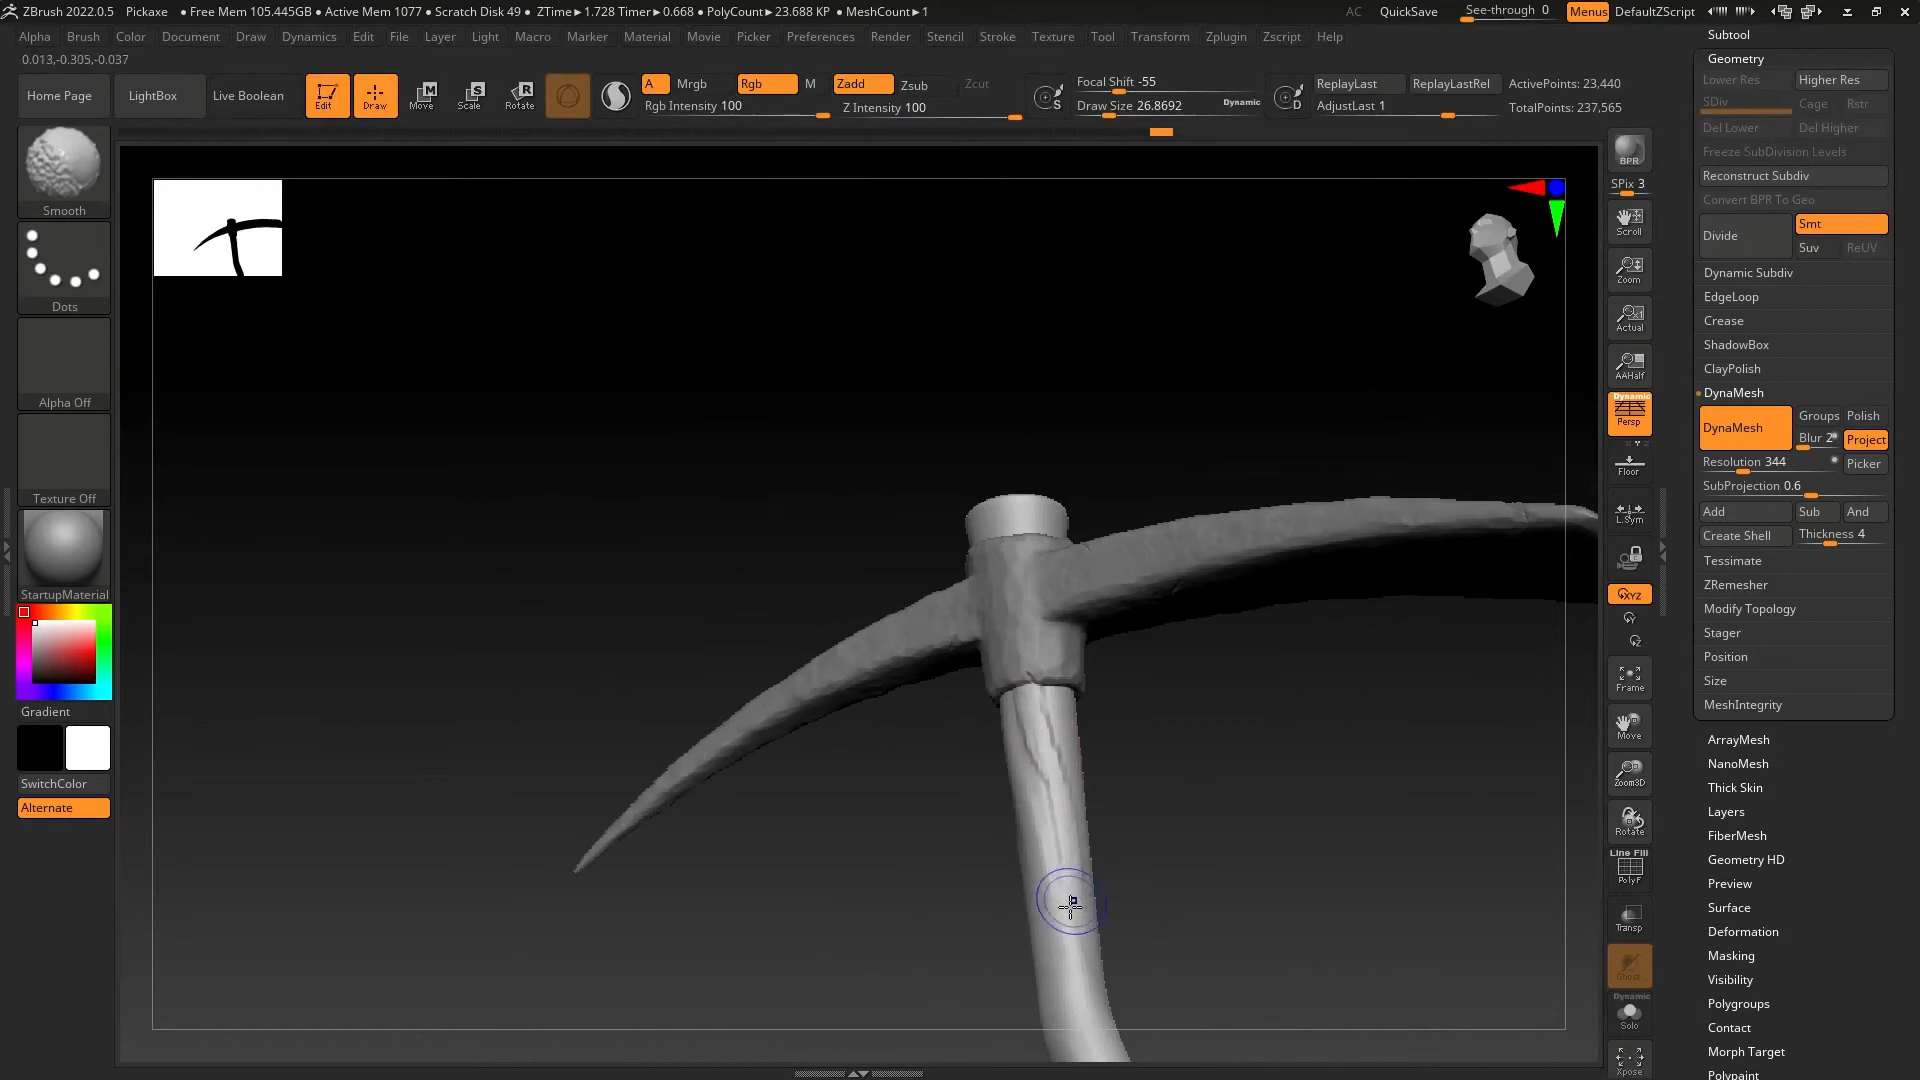 ZBrush 2022.0.5 Pickaxe ● Free Mem 105.445GB ● Active Mem 1077 ● Scratch Disk 49 ● ZTime►1.728 Timer►0.668 ● PolyCount►23.688 KP ● MeshCount►1 AC QuickSave See-through 0 Menus DefaultZScript
Alpha Brush Color Document Draw Dynamics Edit File Layer Light Macro Marker Material Movie Picker Preferences Render Stencil Stroke Texture Tool Transform Zplugin Zscript Help
0.013,-0.305,-0.037
Home Page LightBox Live Boolean Edit Draw Move Scale Rotate
A Mrgb Rgb M Zadd Zsub Zcut
Rgb Intensity 100 Z Intensity 100
S Focal Shift -55
Draw Size 26.8692 Dynamic
D ReplayLast ReplayLastRel ActivePoints: 23,440
AdjustLast 1 TotalPoints: 237,565
Smooth
Dots
Alpha Off
Texture Off
StartupMaterial
Gradient
SwitchColor
Alternate
BPR
SPix 3
Scroll
Zoom
Actual
AAHalf
Dynamic
Persp
Floor
L.Sym
XYZ
Frame
Move
Zoom3D
Rotate
Line Fill
PolyF
Transp
Ghost
Dynamic
Solo
Xpose
Subtool
Geometry
Lower Res Higher Res
SDiv Cage Rstr
Del Lower Del Higher
Freeze SubDivision Levels
Reconstruct Subdiv
Convert BPR To Geo
Divide Smt
Suv ReUV
Dynamic Subdiv
EdgeLoop
Crease
ShadowBox
ClayPolish
DynaMesh
DynaMesh Groups Polish
Blur 2 Project
Resolution 344 Picker
SubProjection 0.6
Add Sub And
Create Shell Thickness 4
Tessimate
ZRemesher
Modify Topology
Stager
Position
Size
MeshIntegrity
ArrayMesh
NanoMesh
Thick Skin
Layers
FiberMesh
Geometry HD
Preview
Surface
Deformation
Masking
Visibility
Polygroups
Contact
Morph Target
Polypaint